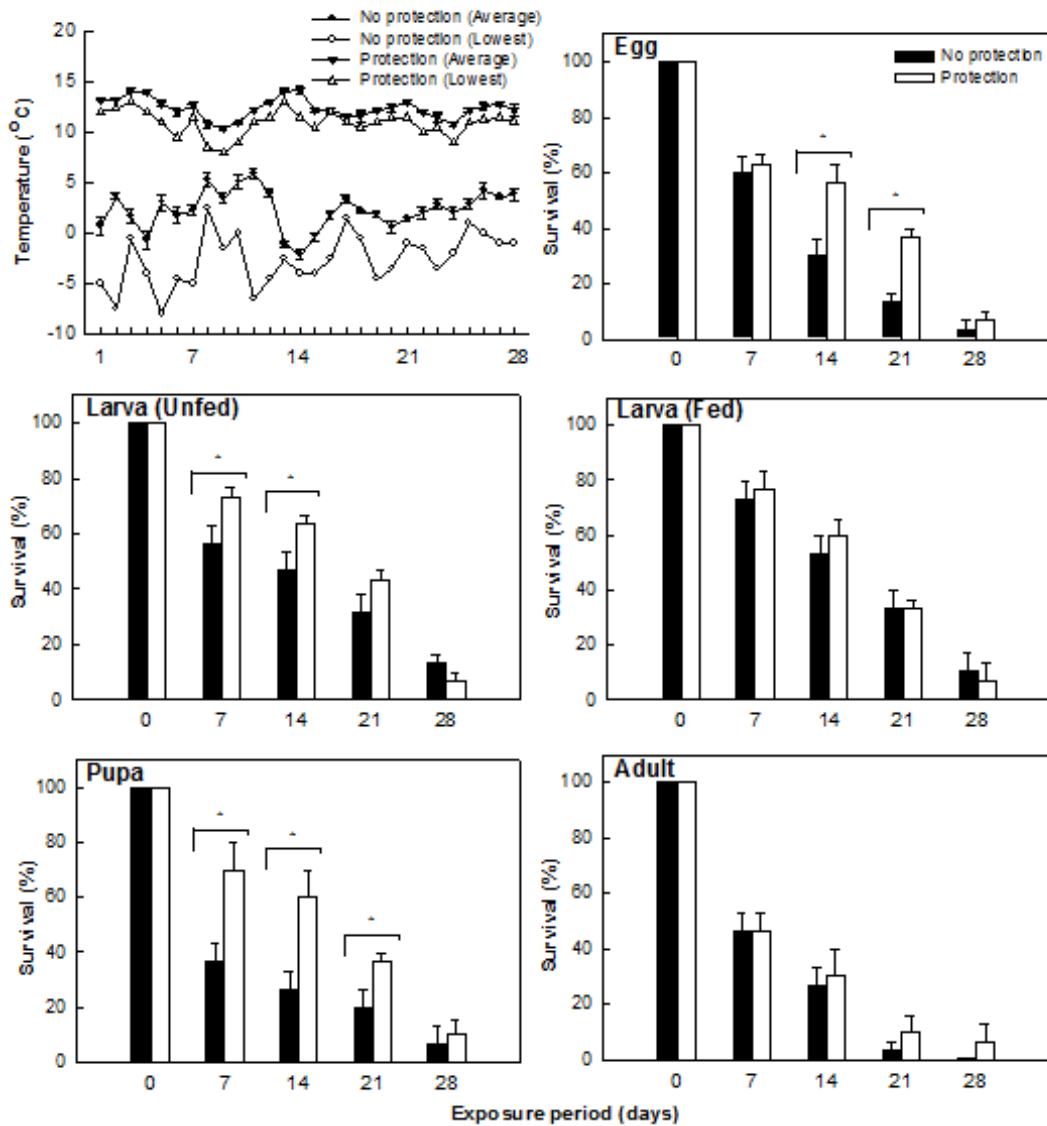 No protection (Average)
No protection (Lowest)
Protection (Average)
Protection (Lowest)
Temperature (°C)
20
15
10
5
0
-5
-10
1 7 14 21 28
Egg
No protection
Protection
Survival (%)
100
80
60
40
20
0
*
*
0 7 14 21 28
Larva (Unfed)
Survival (%)
100
80
60
40
20
0
*
*
0 7 14 21 28
Larva (Fed)
Survival (%)
100
80
60
40
20
0
0 7 14 21 28
Pupa
Survival (%)
100
80
60
40
20
0
*
*
*
0 7 14 21 28
Adult
Survival (%)
100
80
60
40
20
0
0 7 14 21 28
Exposure period (days)